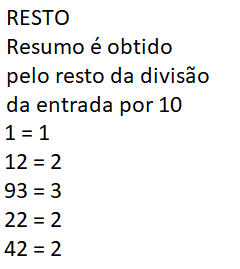 RESTO
Resumo é obtido
pelo resto da divisão
da entrada por 10
1 = 1
12 = 2
93 = 3
22 = 2
42 = 2